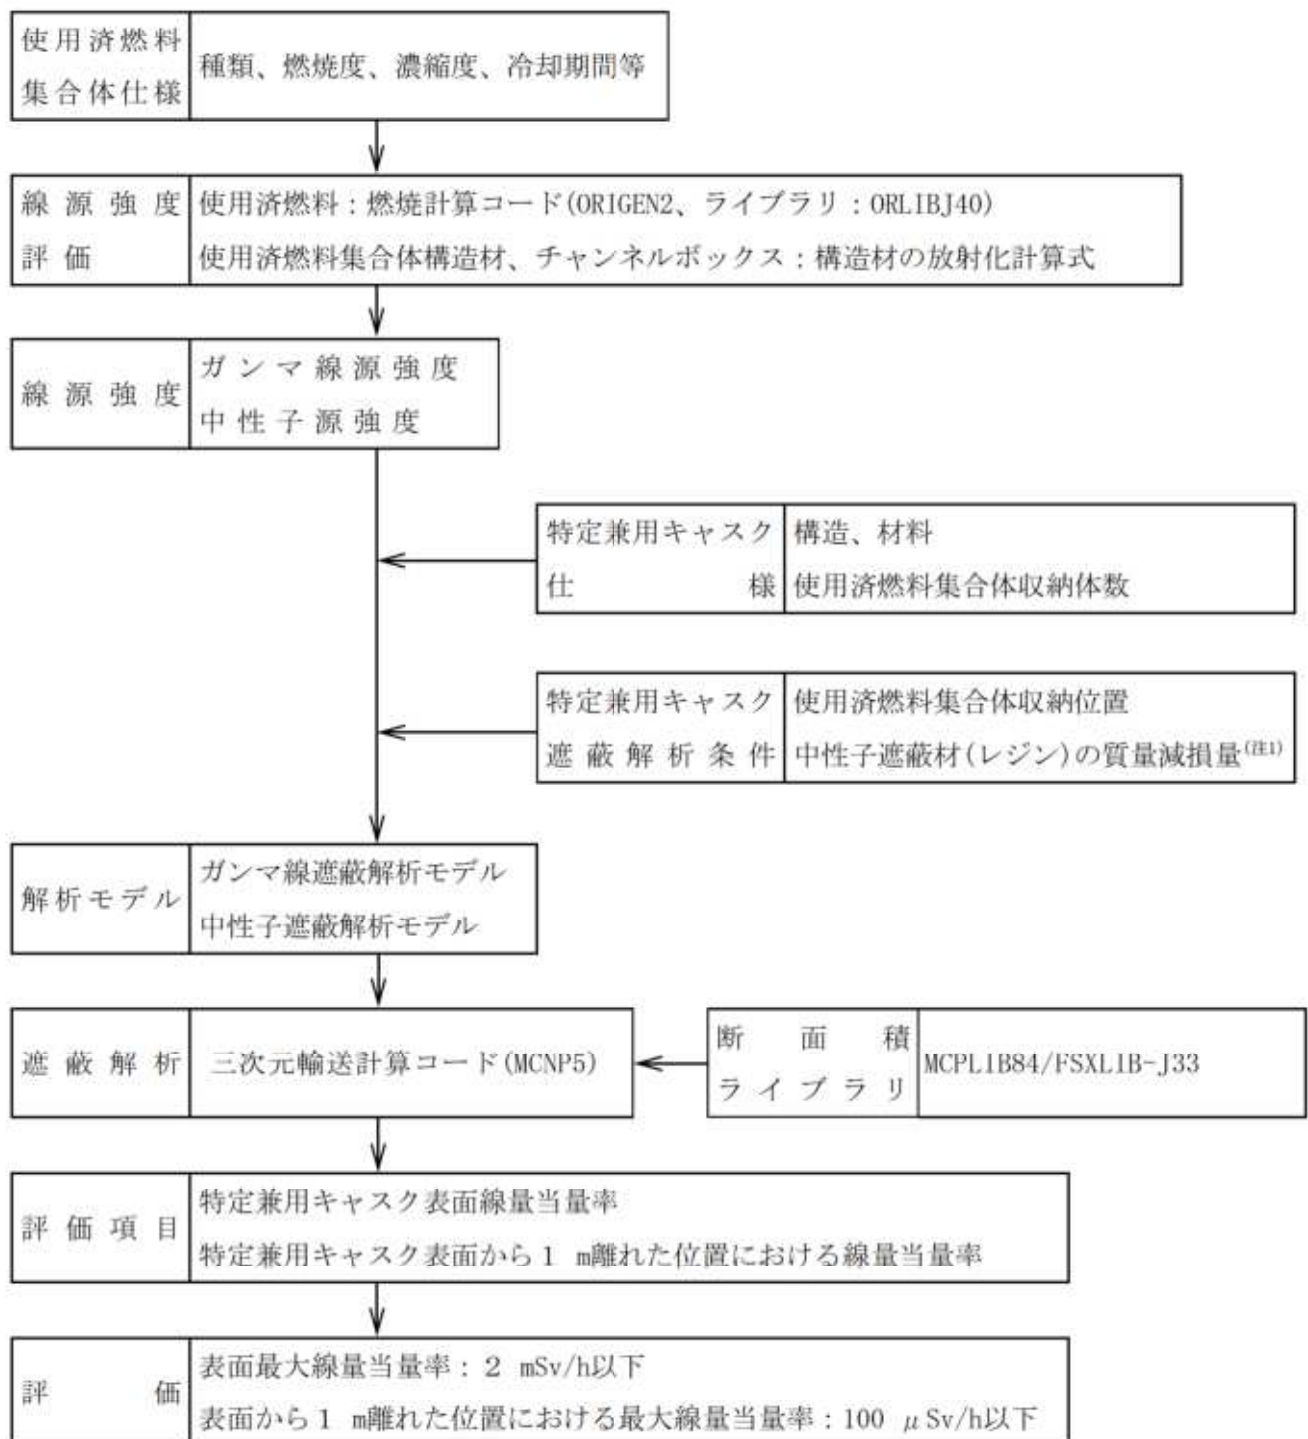 使用済燃料
集合体仕様
種類、燃焼度、濃縮度、冷却期間等
線源強度
評価
使用済燃料：燃焼計算コード(ORIGEN2、ライブラリ：ORLIBJ40)
使用済燃料集合体構造材、チャンネルボックス：構造材の放射化計算式
線源強度
ガンマ線源強度
中性子源強度
特定兼用キャスク
仕様
構造、材料
使用済燃料集合体収納体数
特定兼用キャスク
遮蔽解析条件
使用済燃料集合体収納位置
中性子遮蔽材(レジン)の質量減損量(注1)
解析モデル
ガンマ線遮蔽解析モデル
中性子遮蔽解析モデル
遮蔽解析
三次元輸送計算コード(MCNP5)
断面積
ライブラリ
MCPLIB84/FSXLIB-J33
評価項目
特定兼用キャスク表面線量当量率
特定兼用キャスク表面から1 m離れた位置における線量当量率
評価
表面最大線量当量率：2 mSv/h以下
表面から1 m離れた位置における最大線量当量率：100 μSv/h以下